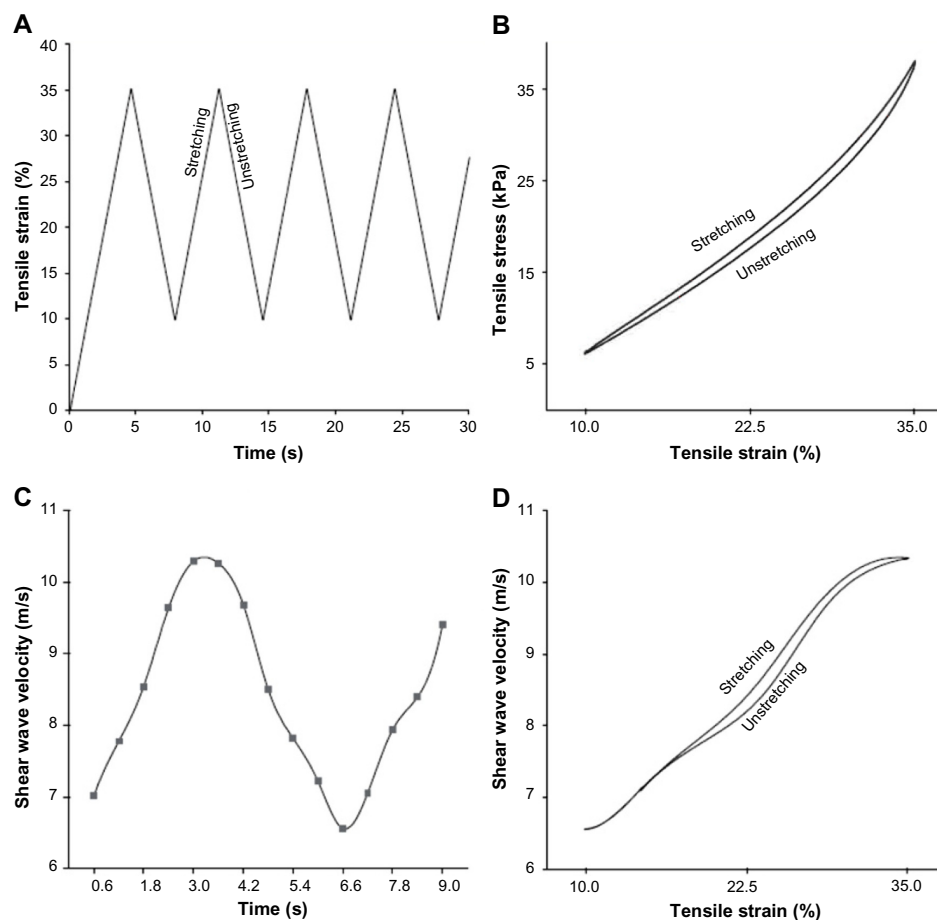 A
Tensile strain (%)
40
35
30
25
20
15
10
5
0
Stretching
Unstretching
0 5 10 15 20 25 30
Time (s)
B
Tensile stress (kPa)
35
25
15
5
Stretching
Unstretching
10.0 22.5 35.0
Tensile strain (%)
C
Shear wave velocity (m/s)
11
10
9
8
7
6
0.6 1.8 3.0 4.2 5.4 6.6 7.8 9.0
Time (s)
D
Shear wave velocity (m/s)
11
10
9
8
7
6
Stretching
Unstretching
10.0 22.5 35.0
Tensile strain (%)